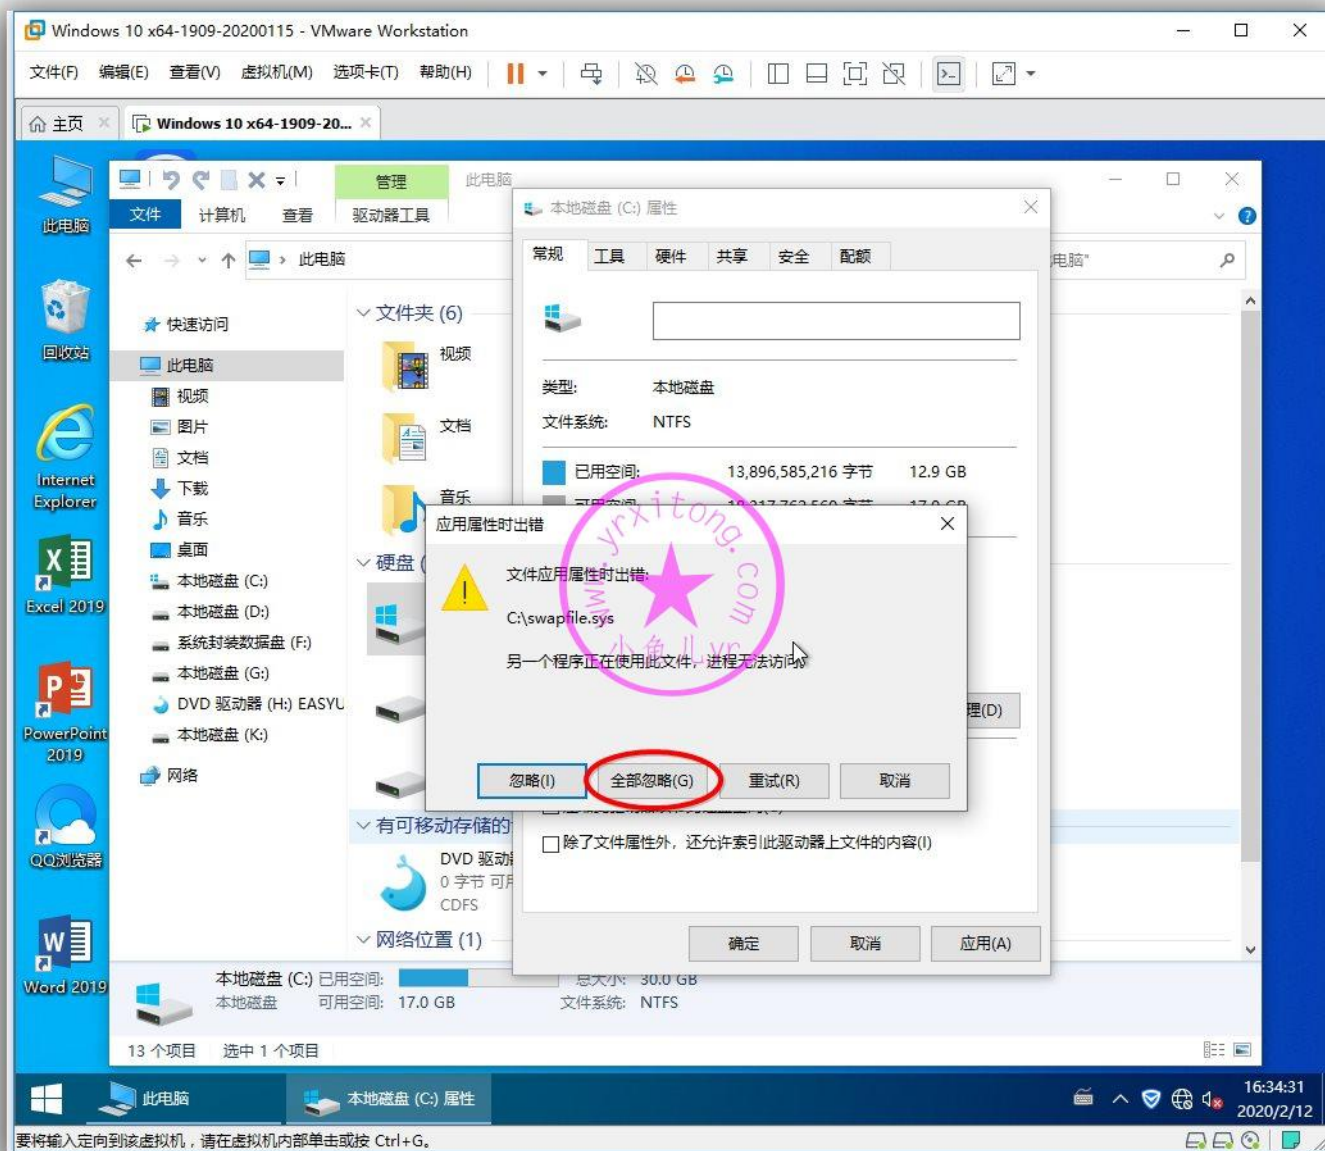 Windows 10 x64-1909-20200115 - VMware Workstation
文件(F) 编辑(E) 查看(V) 虚拟机(M) 选项卡(T) 帮助(H)
主页 Windows 10 x64-1909-20...
管理 此电脑
文件 计算机 查看 驱动器工具
此电脑
电脑"
此电脑
回收站
Internet Explorer
Excel 2019
PowerPoint 2019
QQ浏览器
Word 2019
快速访问
此电脑
视频
图片
文档
下载
音乐
桌面
本地磁盘 (C:)
本地磁盘 (D:)
系统封装数据盘 (F:)
本地磁盘 (G:)
DVD 驱动器 (H:) EASYU
本地磁盘 (K:)
网络
文件夹 (6)
视频
文档
音乐
硬盘 (
有可移动存储的
DVD 驱动
0 字节 可用
CDFS
网络位置 (1)
本地磁盘 (C:) 属性
常规 工具 硬件 共享 安全 配额
类型: 本地磁盘
文件系统: NTFS
已用空间: 13,896,585,216 字节 12.9 GB
理(D)
除了文件属性外，还允许索引此驱动器上文件的内容(I)
确定 取消 应用(A)
应用属性时出错
文件应用属性时出错:
C:\swapfile.sys
另一个程序正在使用此文件，进程无法访问。
忽略(I) 全部忽略(G) 重试(R) 取消
www.yrxitong.com
小鱼儿yr
本地磁盘 (C:) 已用空间: 总大小: 30.0 GB
本地磁盘 可用空间: 17.0 GB 文件系统: NTFS
13 个项目 选中 1 个项目
此电脑 本地磁盘 (C:) 属性
16:34:31
2020/2/12
要将输入定向到该虚拟机，请在虚拟机内部单击或按 Ctrl+G。